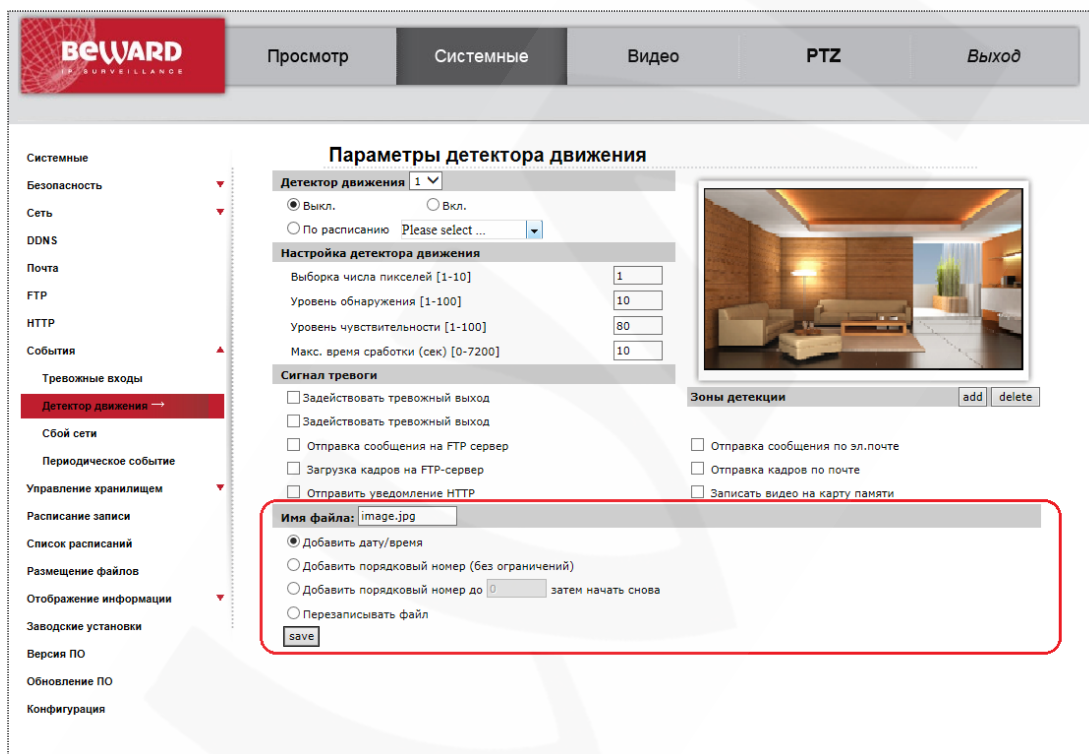 BEWARD
IP SURVEILLANCE
Просмотр
Системные
Видео
PTZ
Выход
Системные
Безопасность
Сеть
DDNS
Почта
FTP
HTTP
События
Тревожные входы
Детектор движения →
Сбой сети
Периодическое событие
Управление хранилищем
Расписание записи
Список расписаний
Размещение файлов
Отображение информации
Заводские установки
Версия ПО
Обновление ПО
Конфигурация
Параметры детектора движения
Детектор движения 1
Выкл. Вкл.
По расписанию Please select ...
Настройка детектора движения
Выборка числа пикселей [1-10] 1
Уровень обнаружения [1-100] 10
Уровень чувствительности [1-100] 80
Макс. время сработки (сек) [0-7200] 10
Сигнал тревоги
Зоны детекции add delete
Задействовать тревожный выход
Задействовать тревожный выход
Отправка сообщения на FTP сервер Отправка сообщения по эл.почте
Загрузка кадров на FTP-сервер Отправка кадров по почте
Отправить уведомление HTTP Записать видео на карту памяти
Имя файла: image.jpg
Добавить дату/время
Добавить порядковый номер (без ограничений)
Добавить порядковый номер до 0 затем начать снова
Перезаписывать файл
save